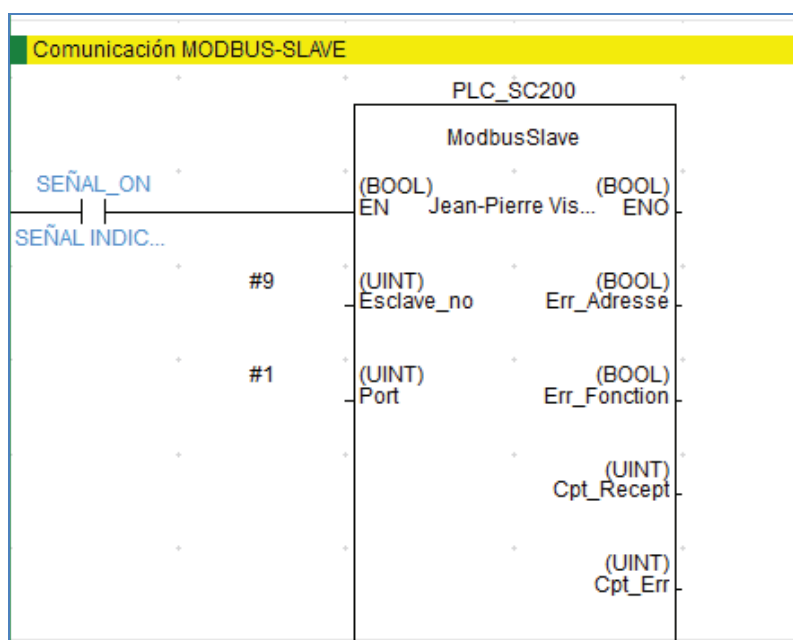 Comunicación MODBUS-SLAVE
PLC_SC200
ModbusSlave
SEÑAL_ON
(BOOL) (BOOL)
EN Jean-Pierre Vis... ENO
SEÑAL INDIC...
#9 (UINT) (BOOL)
Esclave_no Err_Adresse
#1 (UINT) (BOOL)
Port Err_Fonction
(UINT)
Cpt_Recept
(UINT)
Cpt_Err